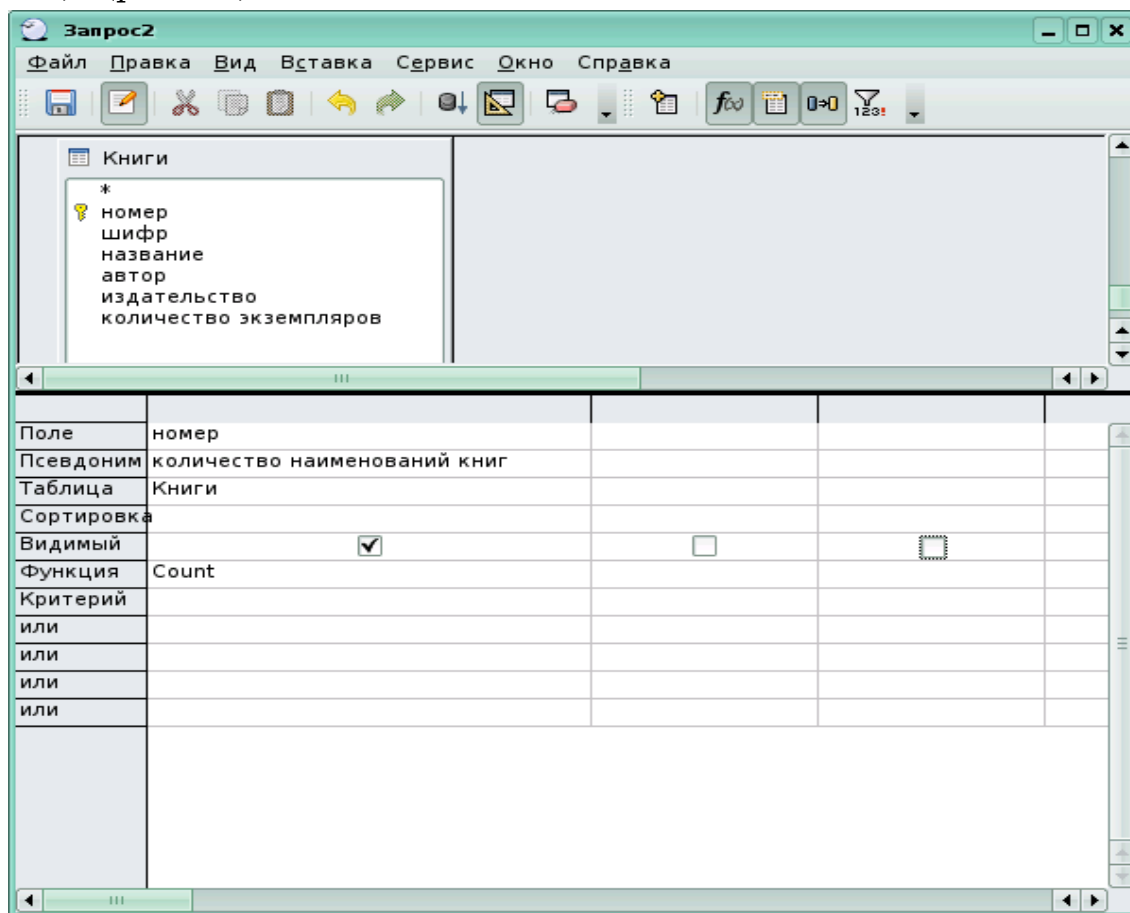 Запрос2
Файл Правка Вид Вставка Сервис Окно Справка
f(x) 123!
Книги
*
номер
шифр
название
автор
издательство
количество экземпляров
Поле номер
Псевдоним количество наименований книг
Таблица Книги
Сортировка
Видимый
Функция Count
Критерий
или
или
или
или